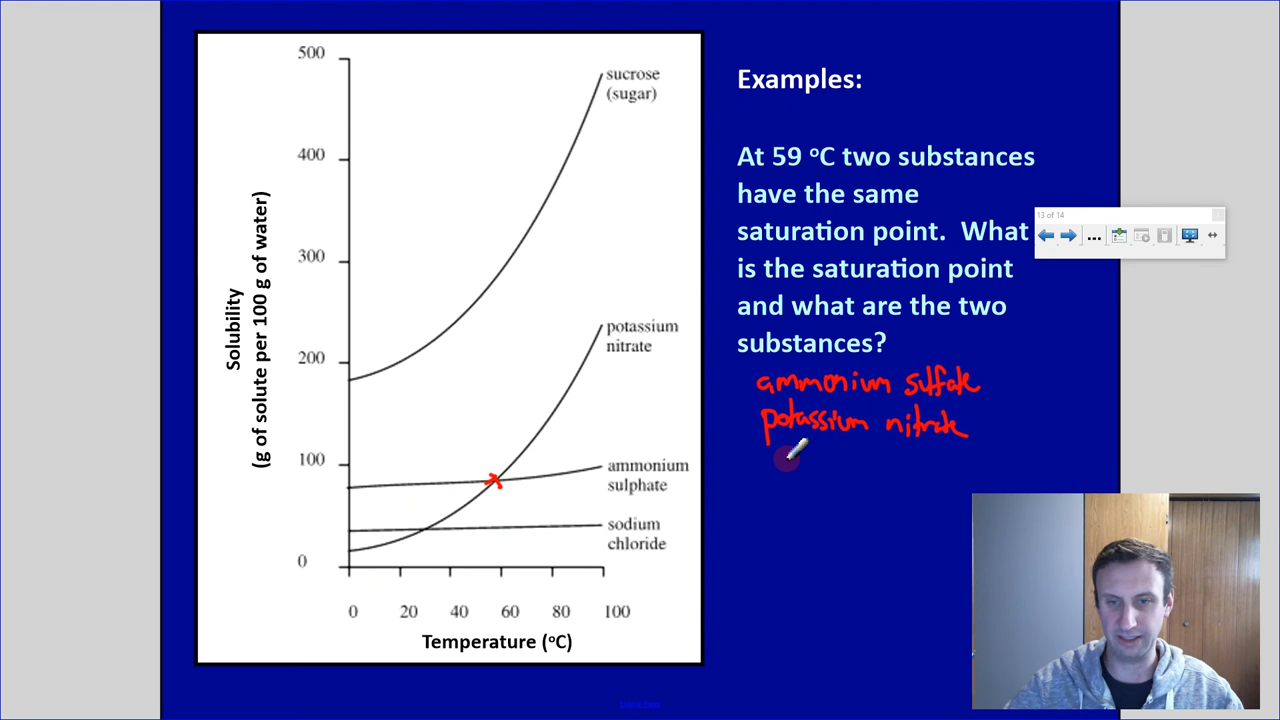 500
400
300
200
100
0
Solubility
(g of solute per 100 g of water)
sucrose
(sugar)
potassium
nitrate
ammonium
sulphate
sodium
chloride
0 20 40 60 80 100
Temperature (°C)
Examples:
At 59 °C two substances
have the same
saturation point. What
is the saturation point
and what are the two
substances?
ammonium sulfate
potassium nitrate
13 of 14